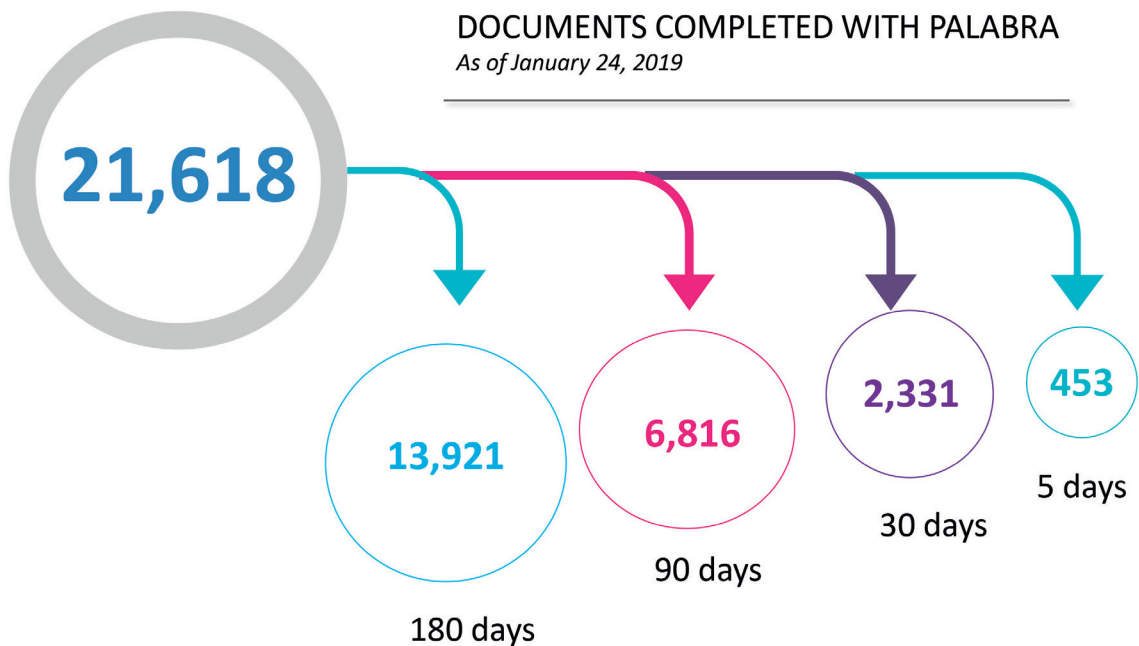 DOCUMENTS COMPLETED WITH PALABRA
As of January 24, 2019
21,618
13,921
180 days
6,816
90 days
2,331
30 days
453
5 days